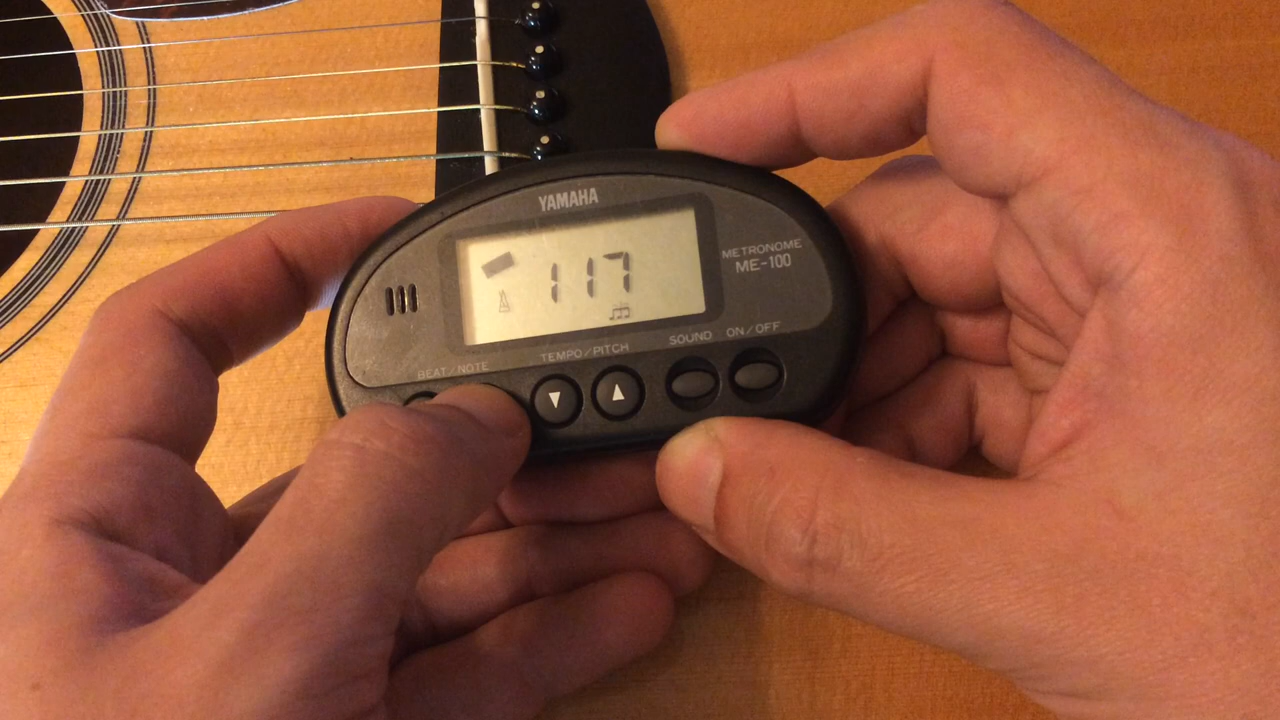 YAMAHA
117
METRONOME
ME-100
BEAT/NOTE
TEMPO/PITCH
SOUND
ON/OFF